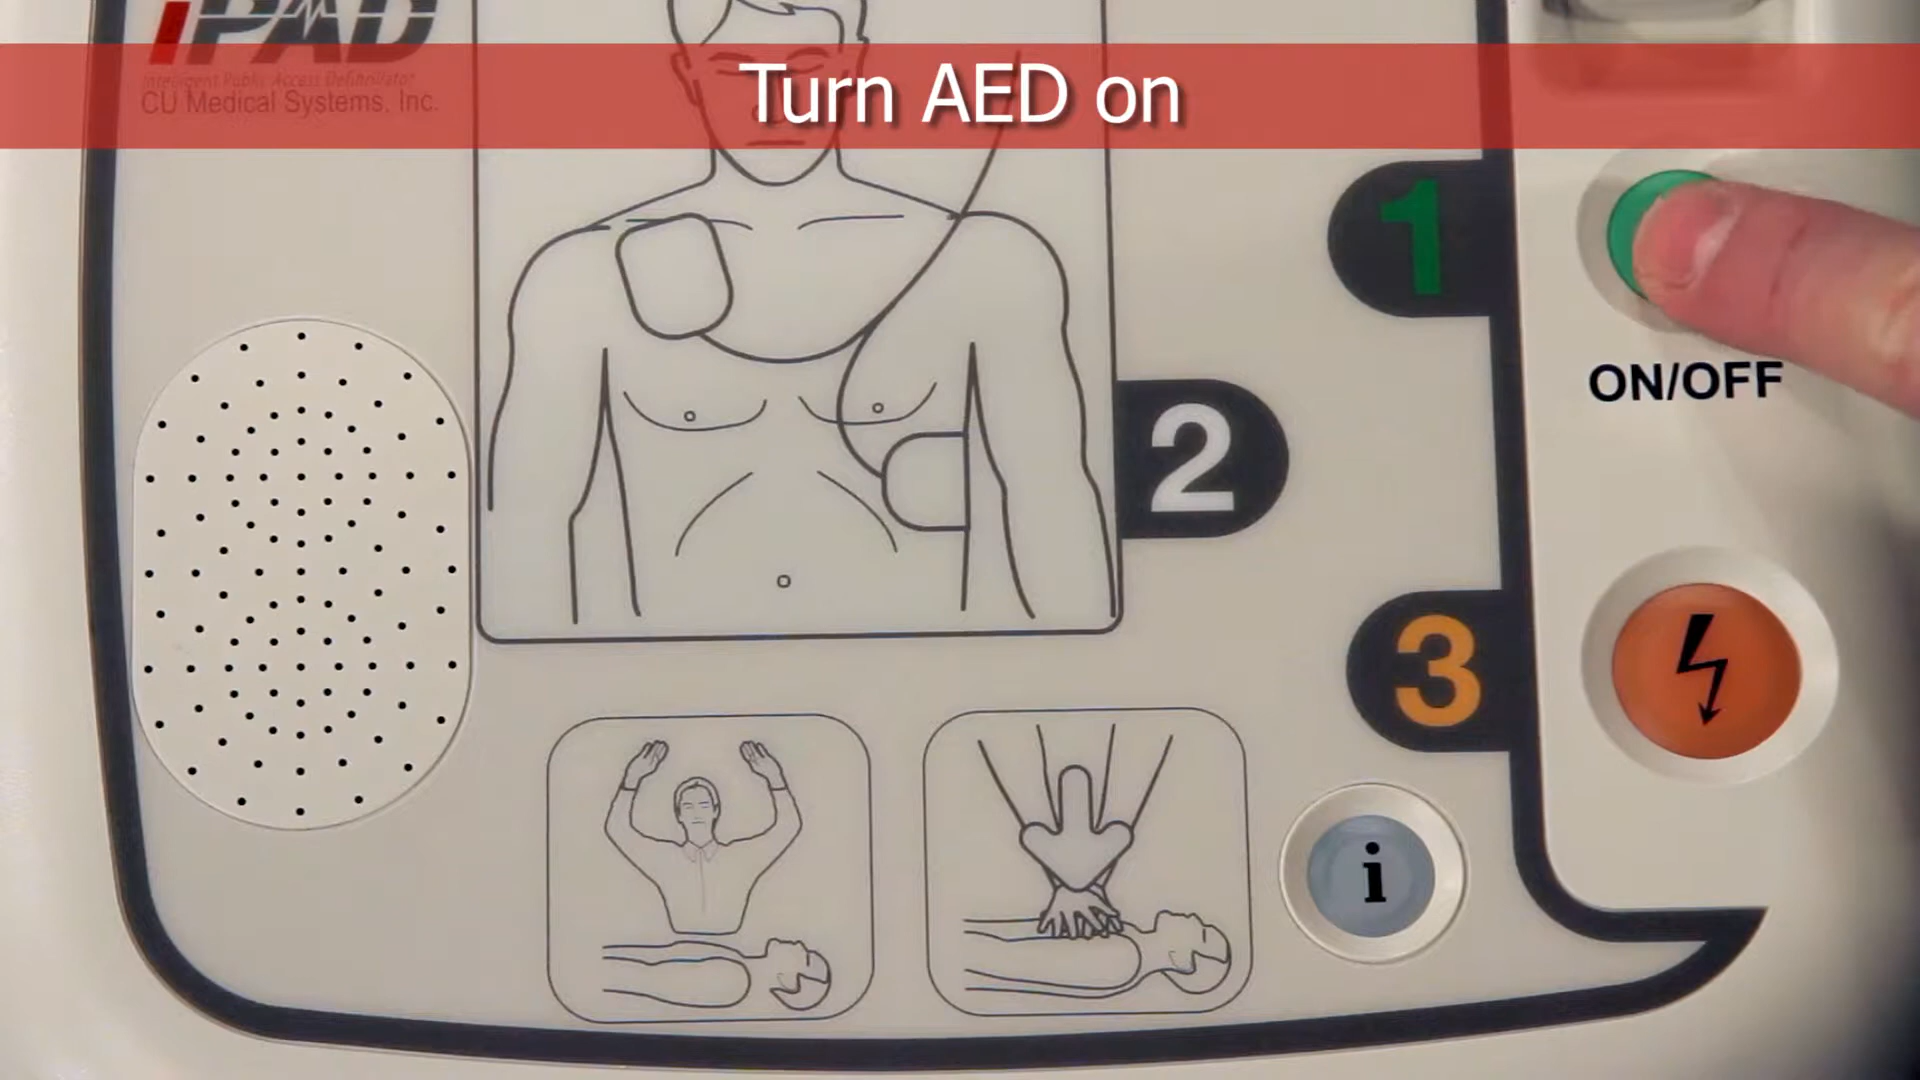 iPAD
Intelligent Public Access Defibrillator
CU Medical Systems, Inc.
Turn AED on
1
ON/OFF
2
3
i